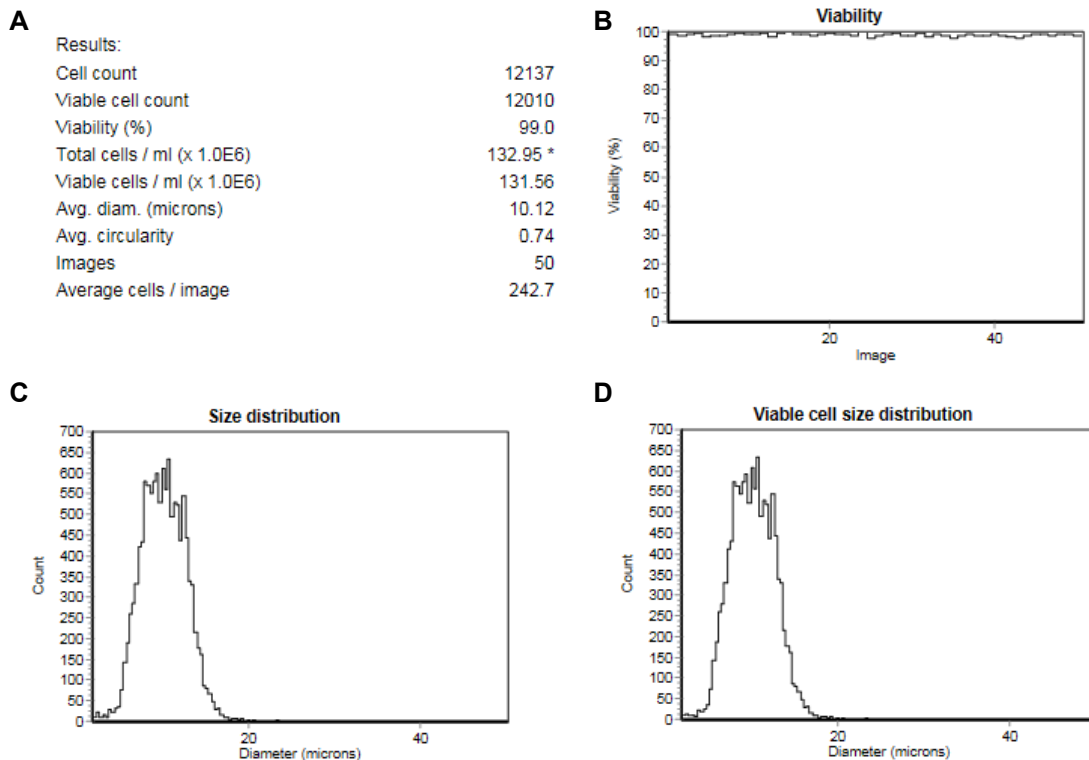 A
Results:
Cell count 12137
Viable cell count 12010
Viability (%) 99.0
Total cells / ml (x 1.0E6) 132.95 *
Viable cells / ml (x 1.0E6) 131.56
Avg. diam. (microns) 10.12
Avg. circularity 0.74
Images 50
Average cells / image 242.7
B
Viability
100
90
80
70
60
50
40
30
20
10
0
Viability (%)
20 40
Image
C
Size distribution
700
650
600
550
500
450
400
350
300
250
200
150
100
50
0
Count
20 40
Diameter (microns)
D
Viable cell size distribution
700
650
600
550
500
450
400
350
300
250
200
150
100
50
0
Count
20 40
Diameter (microns)